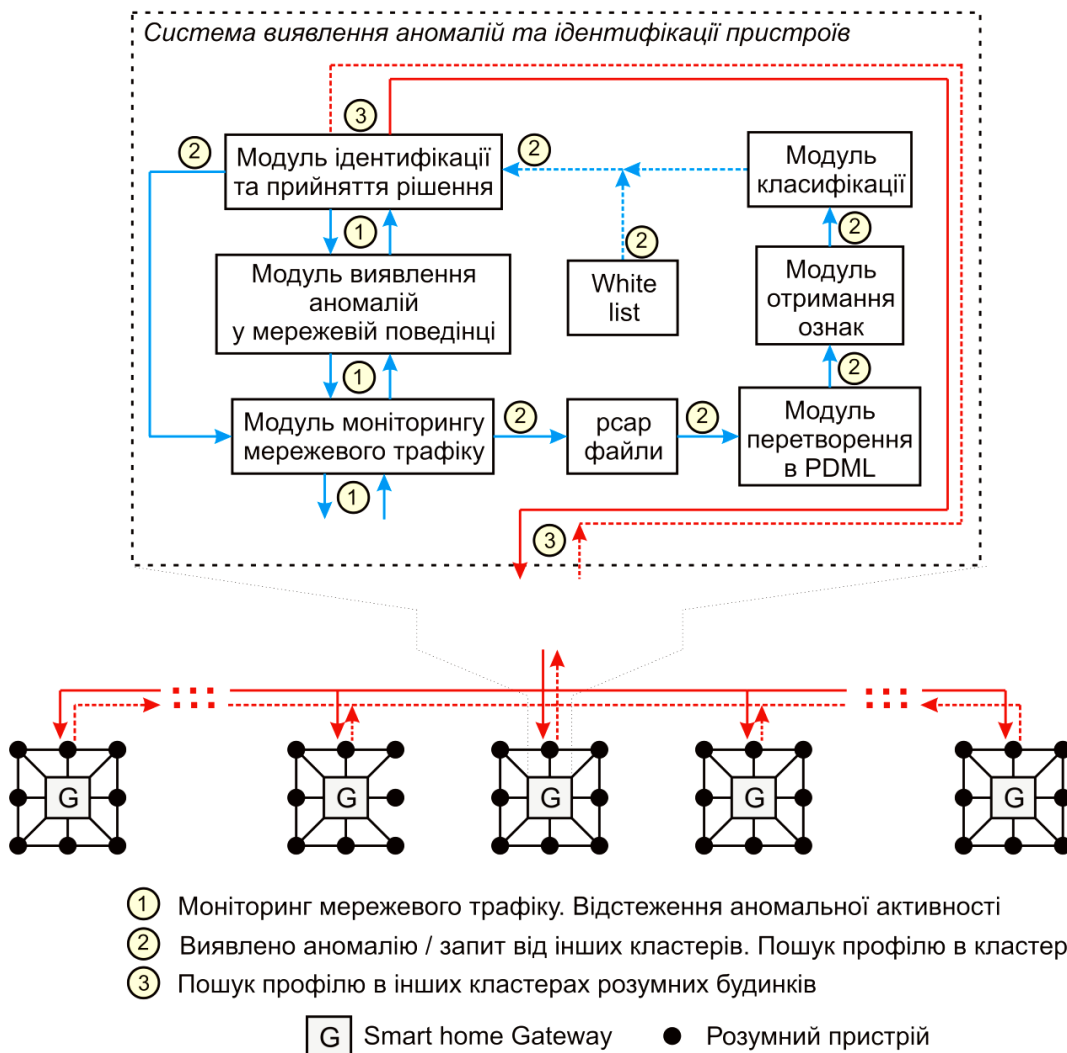 Система виявлення аномалій та ідентифікації пристроїв
3
2
Модуль ідентифікації
та прийняття рішення
2
Модуль
класифікації
1
2
2
Модуль виявлення
аномалій
у мережевій поведінці
White
list
Модуль
отримання
ознак
1
2
Модуль моніторингу
мережевого трафіку
2
pcap
файли
2
Модуль
перетворення
в PDML
1
3
G
G
G
G
G
1 Моніторинг мережевого трафіку. Відстеження аномальної активності
2 Виявлено аномалію / запит від інших кластерів. Пошук профілю в кластер
3 Пошук профілю в інших кластерах розумних будинків
G Smart home Gateway Розумний пристрій